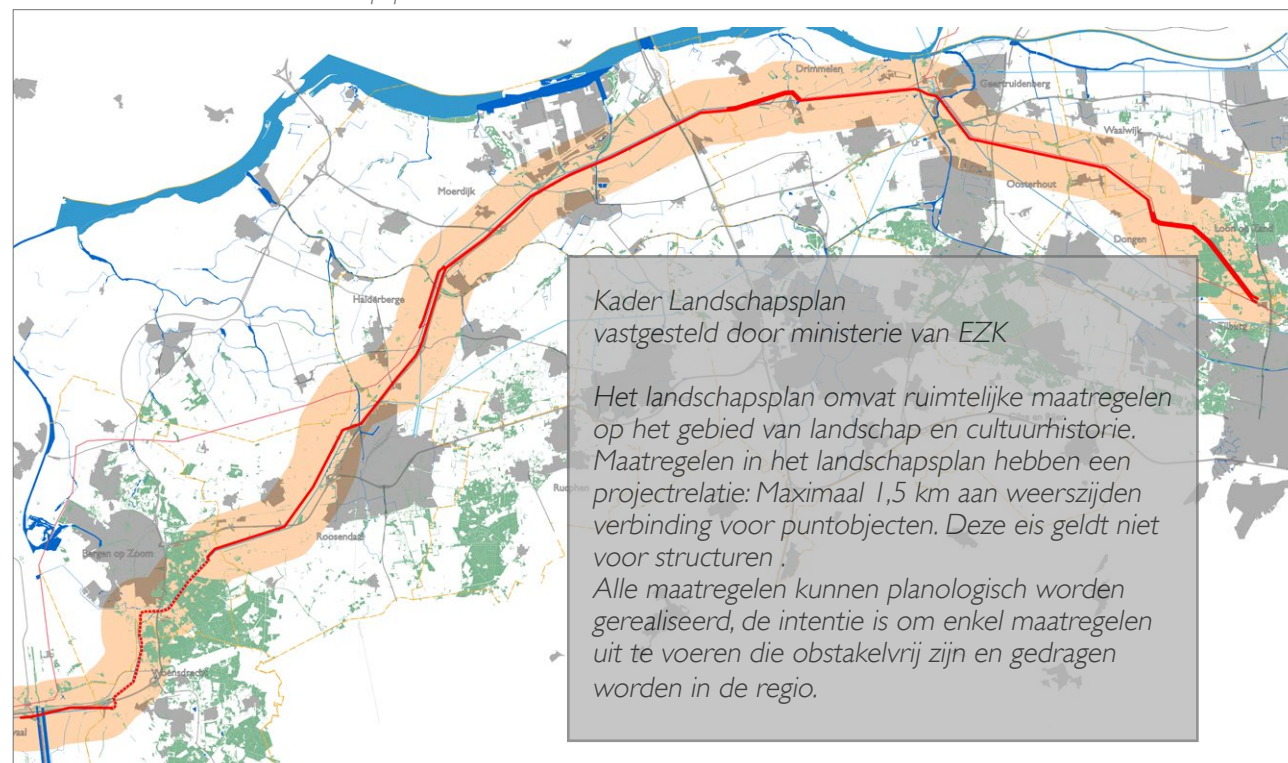 Drimmelen
Geertruidenberg
Waalwijk
Moerdijk
Oosterhout
Dongen
Loon op Zand
Halderberge
Kader Landschapsplan
vastgesteld door ministerie van EZK
Het landschapsplan omvat ruimtelijke maatregelen
op het gebied van landschap en cultuurhistorie.
Maatregelen in het landschapsplan hebben een
projectrelatie: Maximaal 1,5 km aan weerszijden
verbinding voor puntobjecten. Deze eis geldt niet
voor structuren .
Alle maatregelen kunnen planologisch worden
gerealiseerd, de intentie is om enkel maatregelen
uit te voeren die obstakelvrij zijn en gedragen
worden in de regio.
Rucphen
Roosendaal
Bergen op Zoom
Woensdrecht